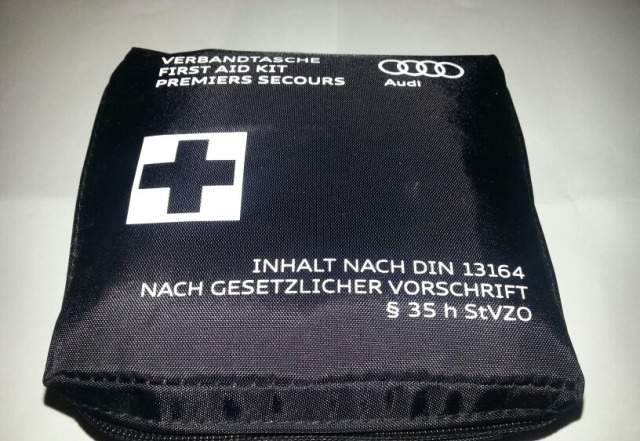 VERBANDTASCHE
FIRST AID KIT
PREMIERS SECOURS
Audi
INHALT NACH DIN 13164
NACH GESETZLICHER VORSCHRIFT
§ 35 h StVZO